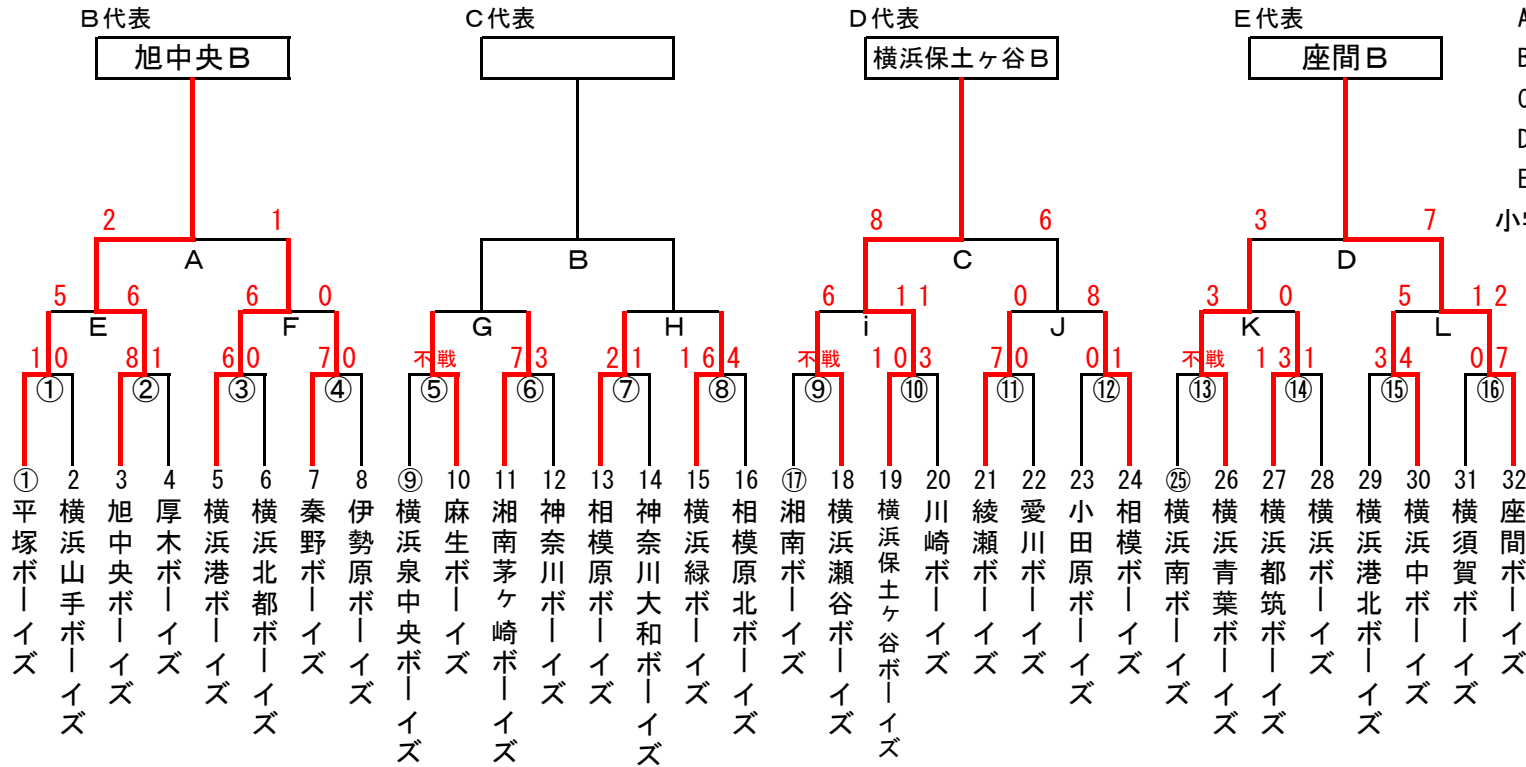 B代表 C代表 D代表 E代表 A
旭中央B 横浜保土ヶ谷B 座間B B
C
D
E
2 1 8 6 3 7 小学
A B C D
5 6 6 0 6 11 0 8 3 0 5 12
E F G H i J K L
1 0 8 1 6 0 7 0 不戦 7 3 2 1 16 4 不戦 10 3 7 0 0 1 不戦 13 1 3 4 0 7
① ② ③ ④ ⑤ ⑥ ⑦ ⑧ ⑨ ⑩ ⑪ ⑫ ⑬ ⑭ ⑮ ⑯
① 平塚ボーイズ
2 横浜山手ボーイズ
3 旭中央ボーイズ
4 厚木ボーイズ
5 横浜港ボーイズ
6 横浜北都ボーイズ
7 秦野ボーイズ
8 伊勢原ボーイズ
⑨ 横浜泉中央ボーイズ
10 麻生ボーイズ
11 湘南茅ヶ崎ボーイズ
12 神奈川ボーイズ
13 相模原ボーイズ
14 神奈川大和ボーイズ
15 横浜緑ボーイズ
16 相模原北ボーイズ
⑰ 湘南ボーイズ
18 横浜瀬谷ボーイズ
19 横浜保土ヶ谷ボーイズ
20 川崎ボーイズ
21 綾瀬ボーイズ
22 愛川ボーイズ
23 小田原ボーイズ
24 相模ボーイズ
㉕ 横浜南ボーイズ
26 横浜青葉ボーイズ
27 横浜都筑ボーイズ
28 横浜ボーイズ
29 横浜港北ボーイズ
30 横浜中ボーイズ
31 横須賀ボーイズ
32 座間ボーイズ